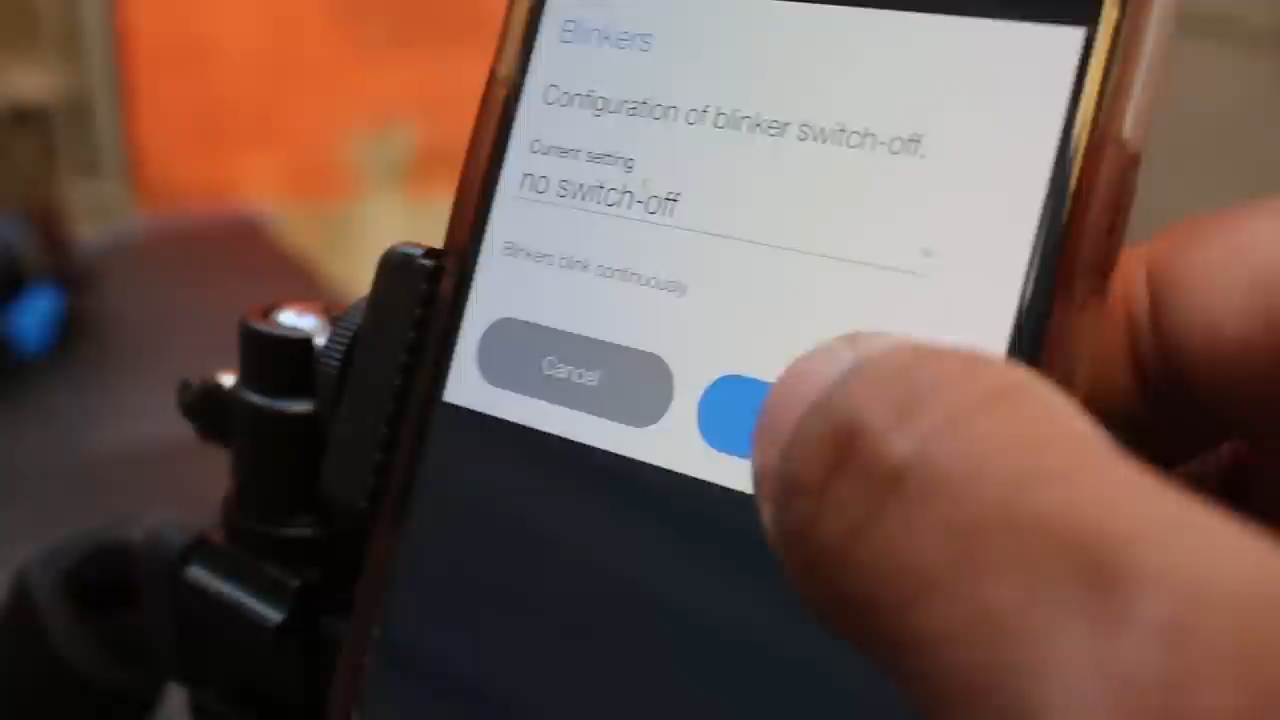 Blinkers
Configuration of blinker switch-off.
Current setting
no switch-off
Blinkers blink continuously
Cancel